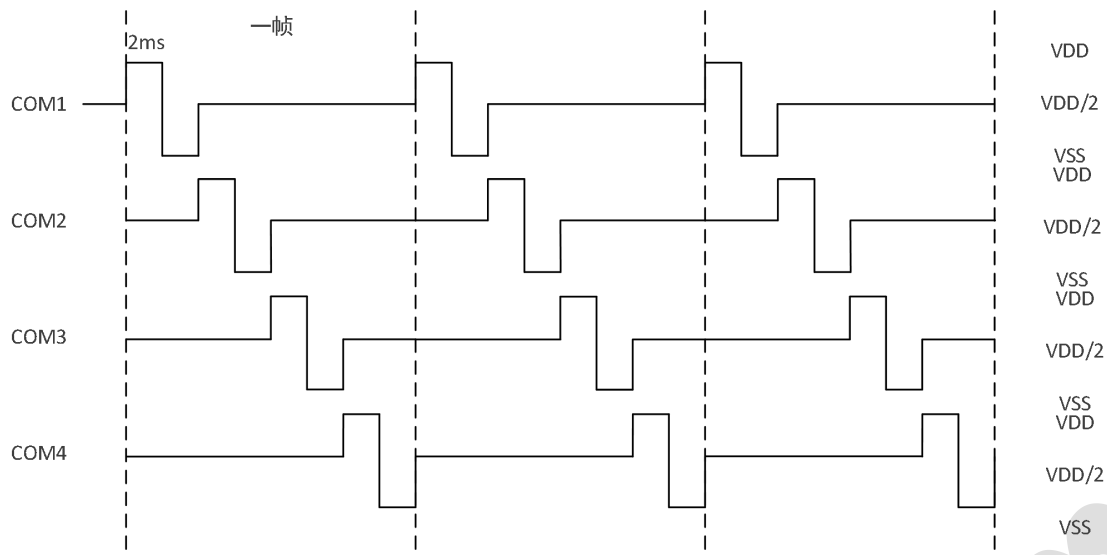 一帧
2ms
VDD
COM1
VDD/2
VSS
VDD
COM2
VDD/2
VSS
VDD
COM3
VDD/2
VSS
VDD
COM4
VDD/2
VSS